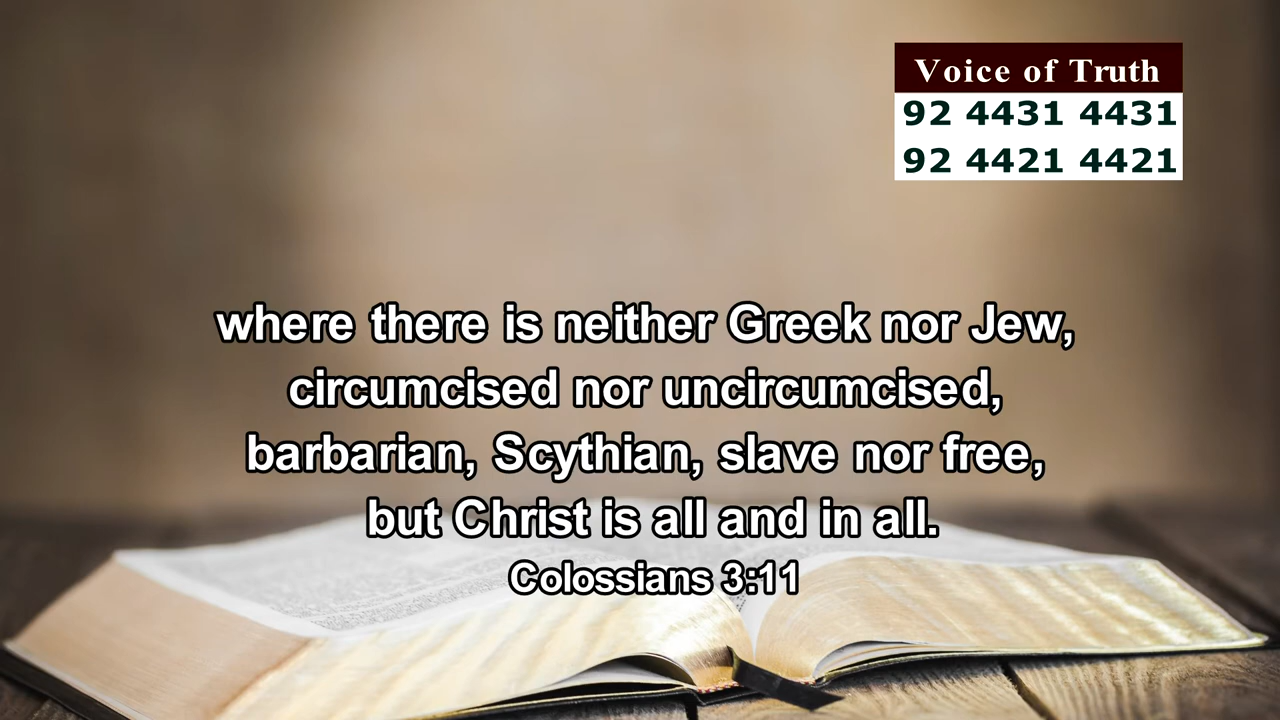 Voice of Truth
92 4431 4431
92 4421 4421
where there is neither Greek nor Jew,
circumcised nor uncircumcised,
barbarian, Scythian, slave nor free,
but Christ is all and in all.
Colossians 3:11